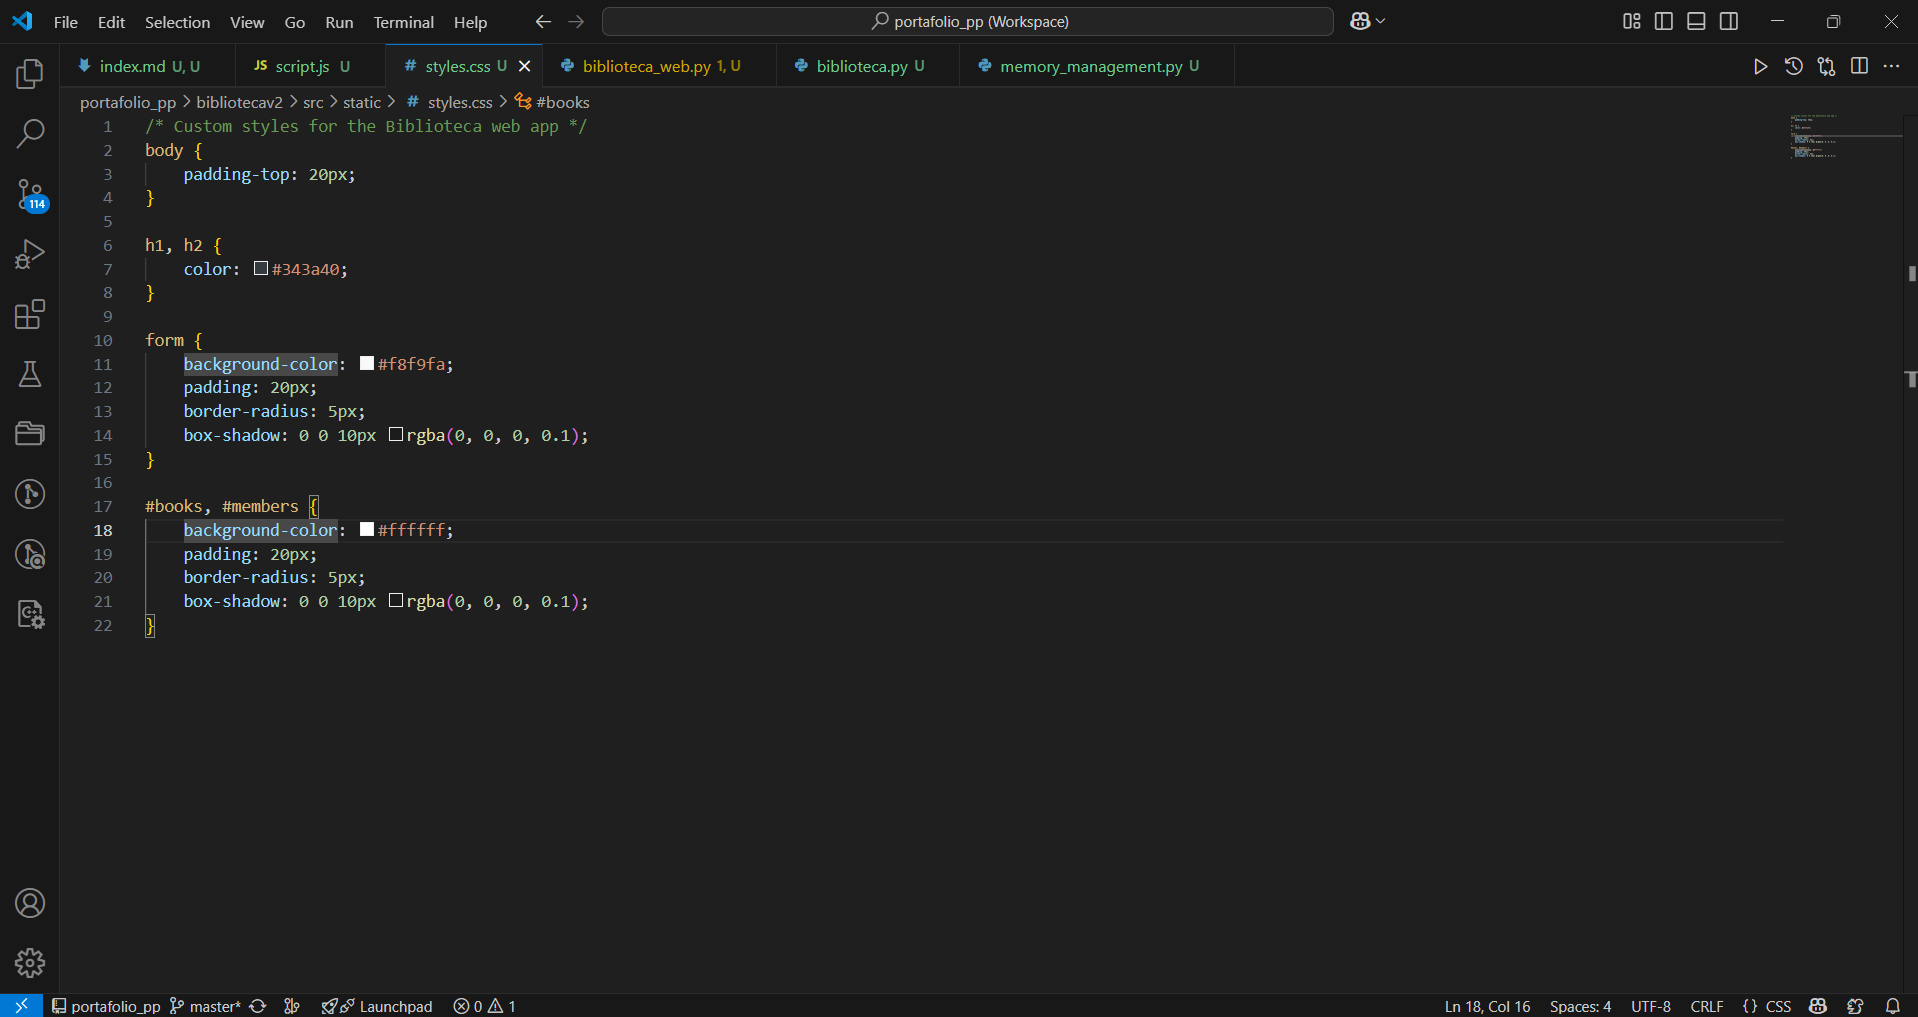 File Edit Selection View Go Run Terminal Help portafolio_pp (Workspace)
index.md U, U script.js U styles.css U biblioteca_web.py 1, U biblioteca.py U memory_management.py U
portafolio_pp > bibliotecav2 > src > static > # styles.css > #books
1 /* Custom styles for the Biblioteca web app */
2 body {
3 padding-top: 20px;
4 }
5
6 h1, h2 {
7 color: #343a40;
8 }
9
10 form {
11 background-color: #f8f9fa;
12 padding: 20px;
13 border-radius: 5px;
14 box-shadow: 0 0 10px rgba(0, 0, 0, 0.1);
15 }
16
17 #books, #members {
18 background-color: #ffffff;
19 padding: 20px;
20 border-radius: 5px;
21 box-shadow: 0 0 10px rgba(0, 0, 0, 0.1);
22 }
114
portafolio_pp master* Launchpad 0 1 Ln 18, Col 16 Spaces: 4 UTF-8 CRLF {} CSS